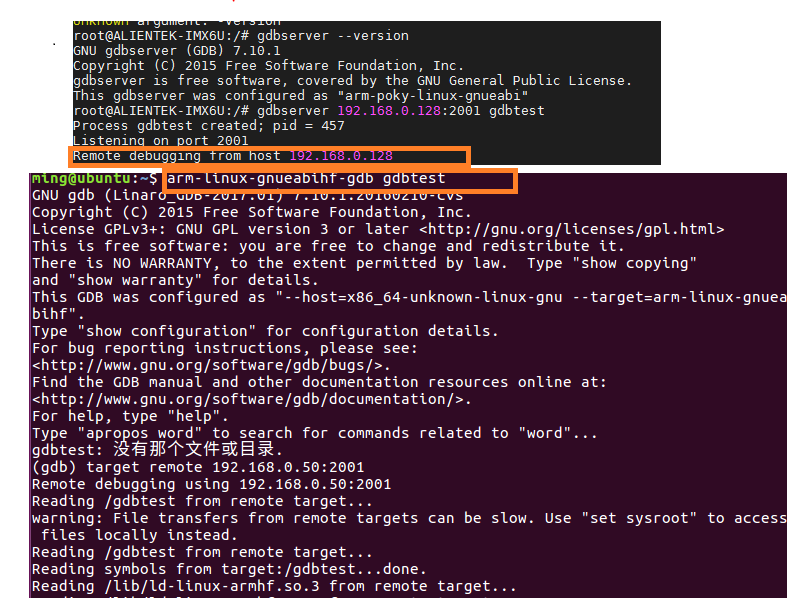 unknown argument: -version
root@ALIENTEK-IMX6U:/# gdbserver --version
GNU gdbserver (GDB) 7.10.1
Copyright (C) 2015 Free Software Foundation, Inc.
gdbserver is free software, covered by the GNU General Public License.
This gdbserver was configured as "arm-poky-linux-gnueabi"
root@ALIENTEK-IMX6U:/# gdbserver 192.168.0.128:2001 gdbtest
Process gdbtest created; pid = 457
Listening on port 2001
Remote debugging from host 192.168.0.128
ming@ubuntu:~$ arm-linux-gnueabihf-gdb gdbtest
GNU gdb (Linaro_GDB-2017.01) 7.10.1.20160210-cvs
Copyright (C) 2015 Free Software Foundation, Inc.
License GPLv3+: GNU GPL version 3 or later <http://gnu.org/licenses/gpl.html>
This is free software: you are free to change and redistribute it.
There is NO WARRANTY, to the extent permitted by law.  Type "show copying"
and "show warranty" for details.
This GDB was configured as "--host=x86_64-unknown-linux-gnu --target=arm-linux-gnuea
bihf".
Type "show configuration" for configuration details.
For bug reporting instructions, please see:
<http://www.gnu.org/software/gdb/bugs/>.
Find the GDB manual and other documentation resources online at:
<http://www.gnu.org/software/gdb/documentation/>.
For help, type "help".
Type "apropos word" to search for commands related to "word"...
gdbtest: 没有那个文件或目录.
(gdb) target remote 192.168.0.50:2001
Remote debugging using 192.168.0.50:2001
Reading /gdbtest from remote target...
warning: File transfers from remote targets can be slow. Use "set sysroot" to access
 files locally instead.
Reading /gdbtest from remote target...
Reading symbols from target:/gdbtest...done.
Reading /lib/ld-linux-armhf.so.3 from remote target...